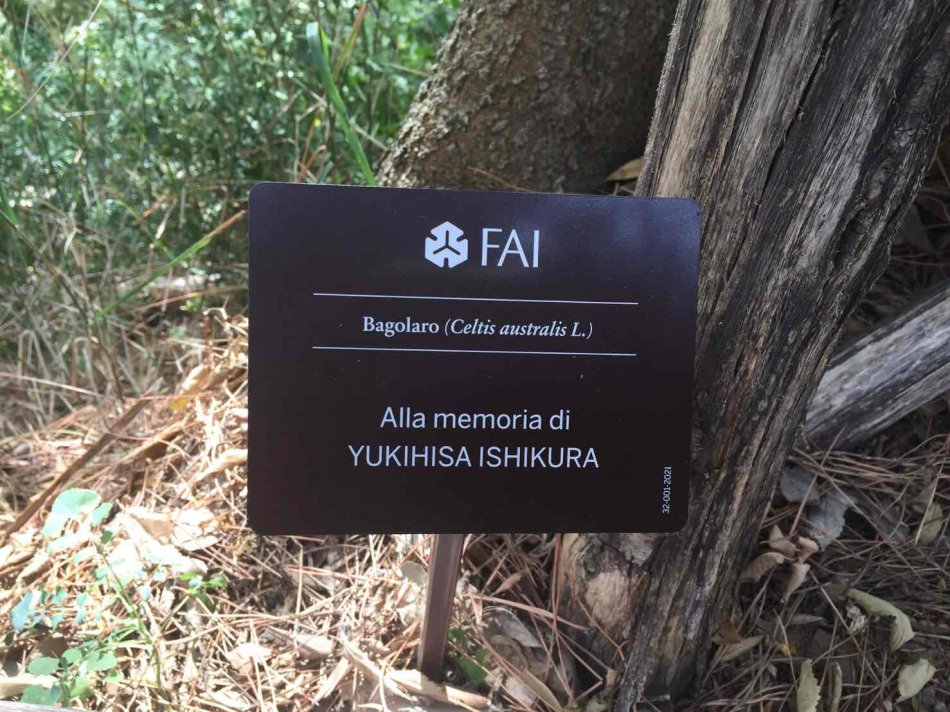 FAI
Bagolaro (Celtis australis L.)
Alla memoria di
YUKIHISA ISHIKURA
32-001-2021